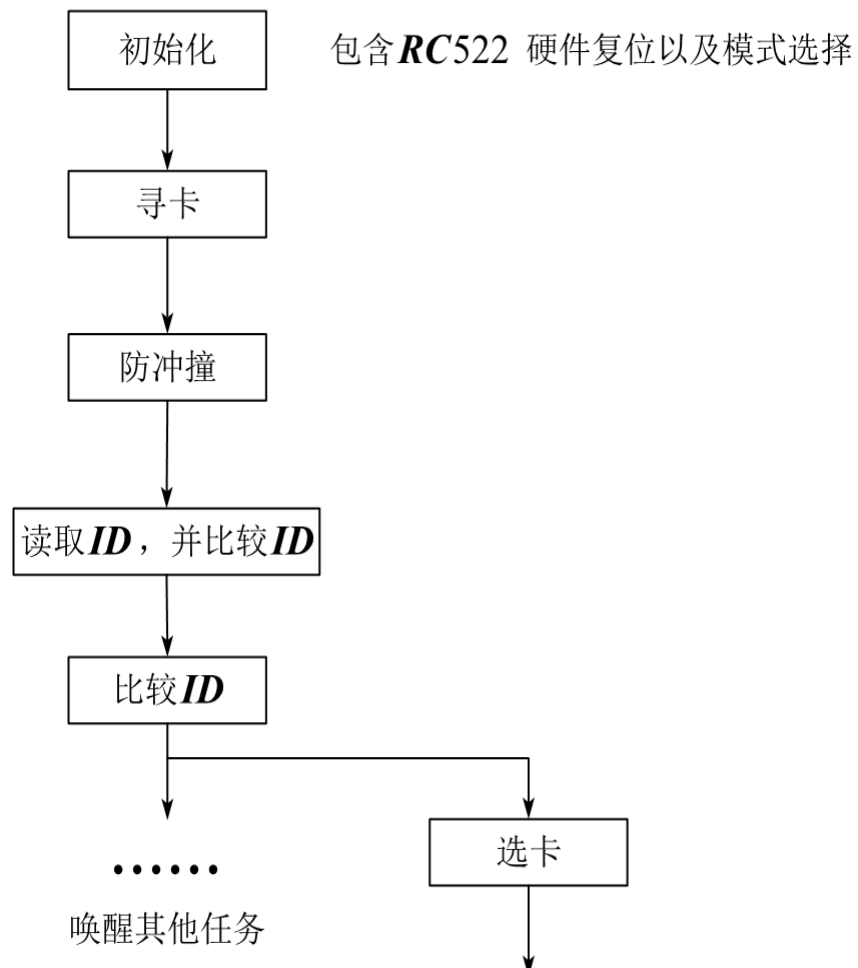 初始化 包含RC522 硬件复位以及模式选择
寻卡
防冲撞
读取ID，并比较ID
比较ID
选卡
......
唤醒其他任务